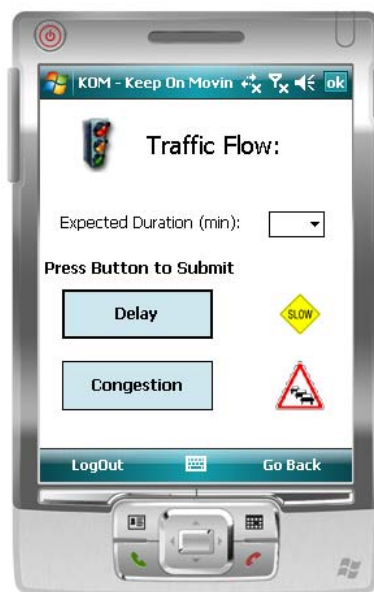 KOM - Keep On Movin
ok
Traffic Flow:
Expected Duration (min):
Press Button to Submit
Delay
SLOW
Congestion
LogOut
Go Back